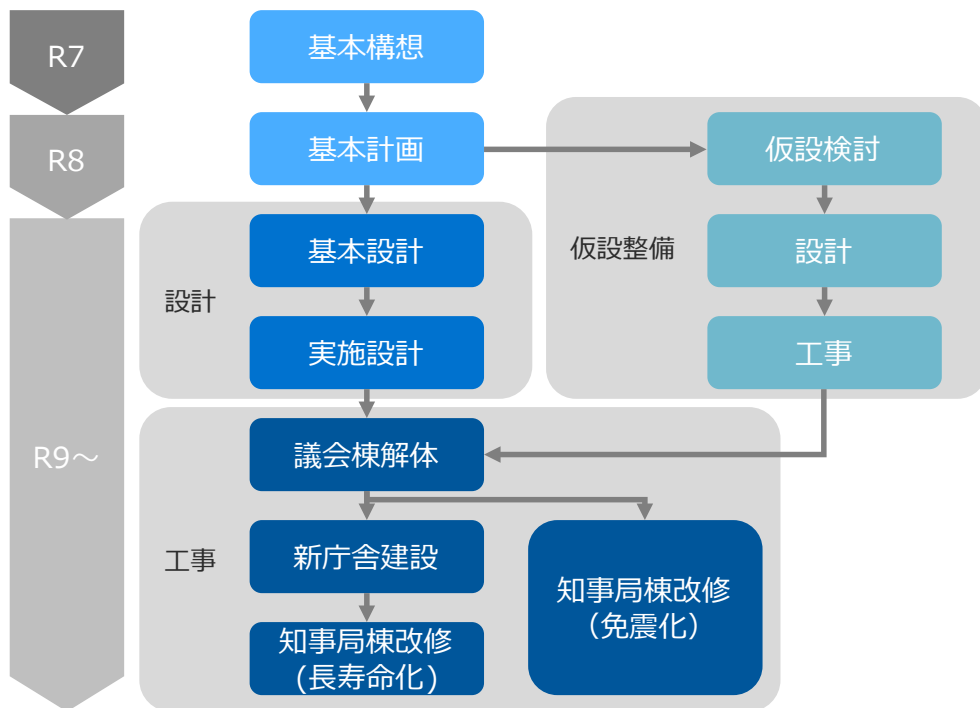 R7
基本構想
R8
基本計画
仮設検討
基本設計
設計
仮設整備
設計
実施設計
工事
R9～
議会棟解体
工事
新庁舎建設
知事局棟改修
（免震化）
知事局棟改修
（長寿命化）